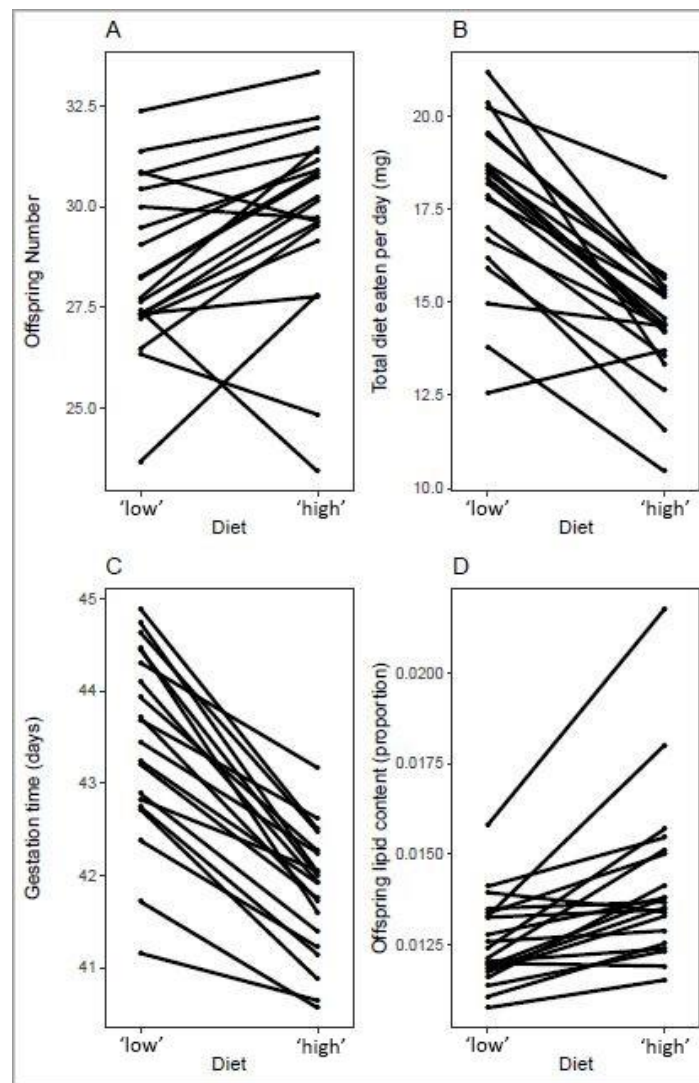 A
Offspring Number
32.5
30.0
27.5
25.0
'low'
'high'
Diet
B
Total diet eaten per day (mg)
20.0
17.5
15.0
12.5
10.0
'low'
'high'
Diet
C
Gestation time (days)
45
44
43
42
41
'low'
'high'
Diet
D
Offspring lipid content (proportion)
0.0200
0.0175
0.0150
0.0125
'low'
'high'
Diet